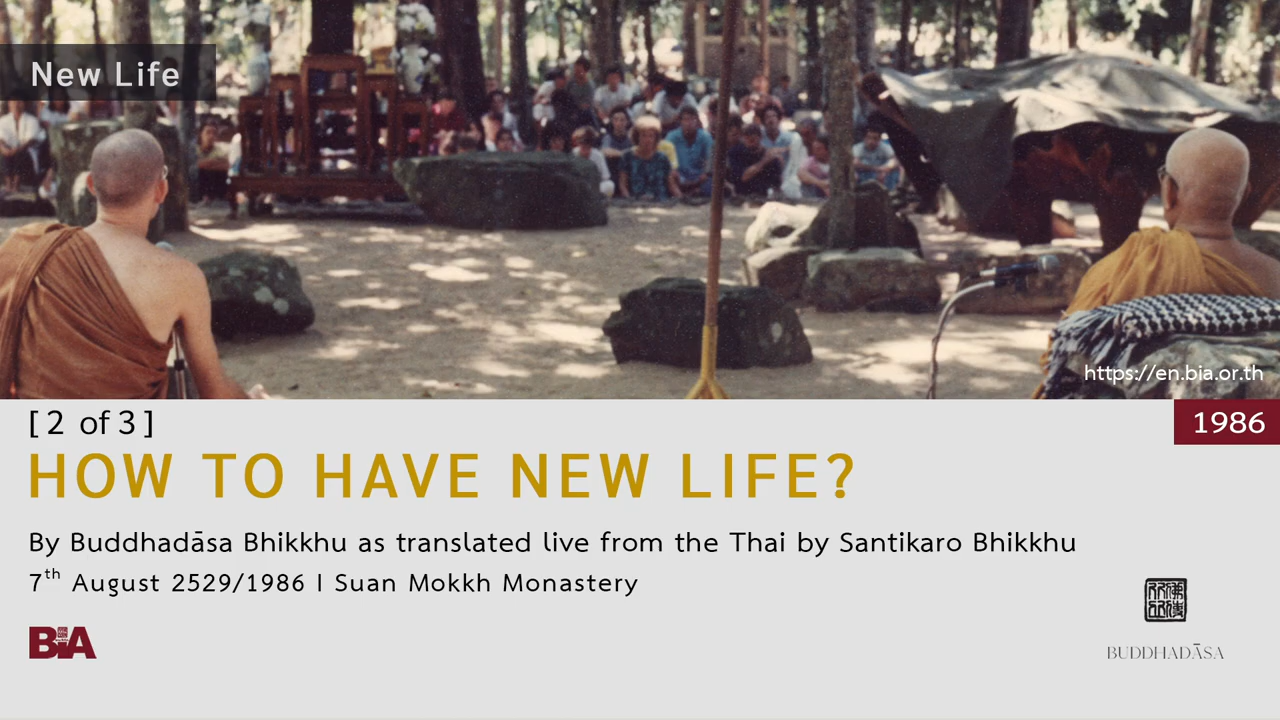 New Life
https://en.bia.or.th
[ 2 of 3 ]
1986
HOW TO HAVE NEW LIFE?
By Buddhadāsa Bhikkhu as translated live from the Thai by Santikaro Bhikkhu
7th August 2529/1986 I Suan Mokkh Monastery
BIA
BUDDHADĀSA